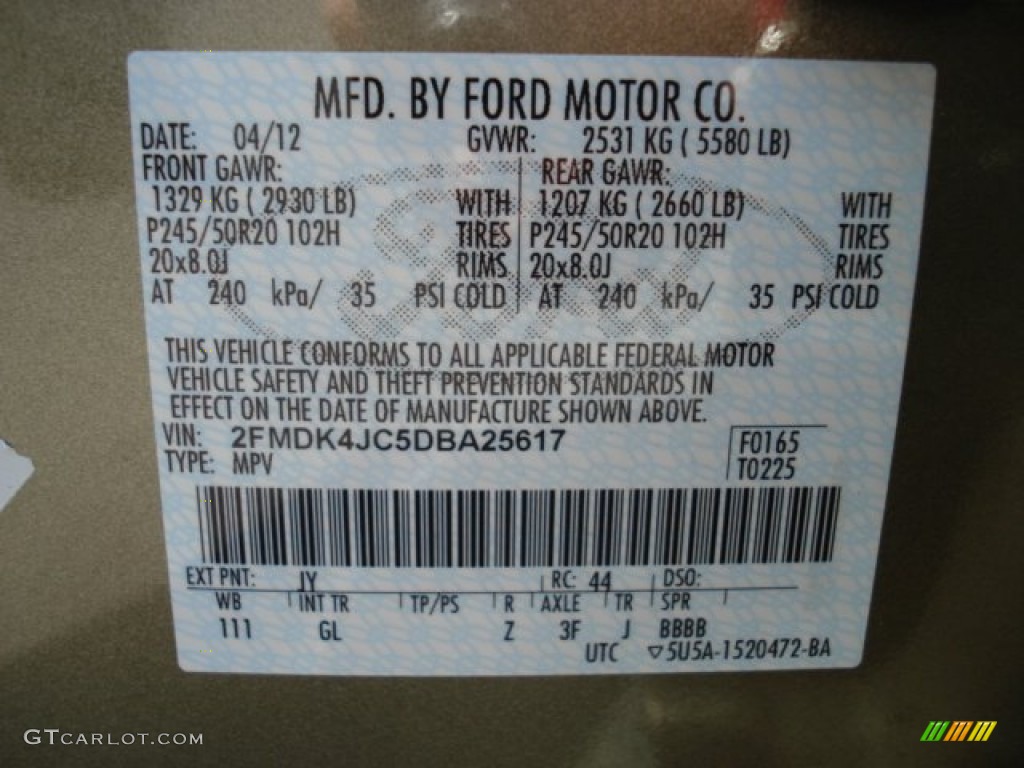 MFD. BY FORD MOTOR CO.
DATE: 04/12 GVWR: 2531 KG ( 5580 LB)
FRONT GAWR: REAR GAWR:
1329 KG ( 2930 LB) WITH 1207 KG ( 2660 LB) WITH
P245/50R20 102H TIRES P245/50R20 102H TIRES
20x8.0J RIMS 20x8.0J RIMS
AT 240 kPa/ 35 PSI COLD AT 240 kPa/ 35 PSI COLD
THIS VEHICLE CONFORMS TO ALL APPLICABLE FEDERAL MOTOR
VEHICLE SAFETY AND THEFT PREVENTION STANDARDS IN
EFFECT ON THE DATE OF MANUFACTURE SHOWN ABOVE.
VIN: 2FMDK4JC5DBA25617 F0165
TYPE: MPV T0225
EXT PNT: JY RC: 44 DSO:
WB INT TR TP/PS R AXLE TR SPR
111 GL Z 3F J BBBB
UTC ▽5U5A-1520472-BA
GTCARLOT.COM